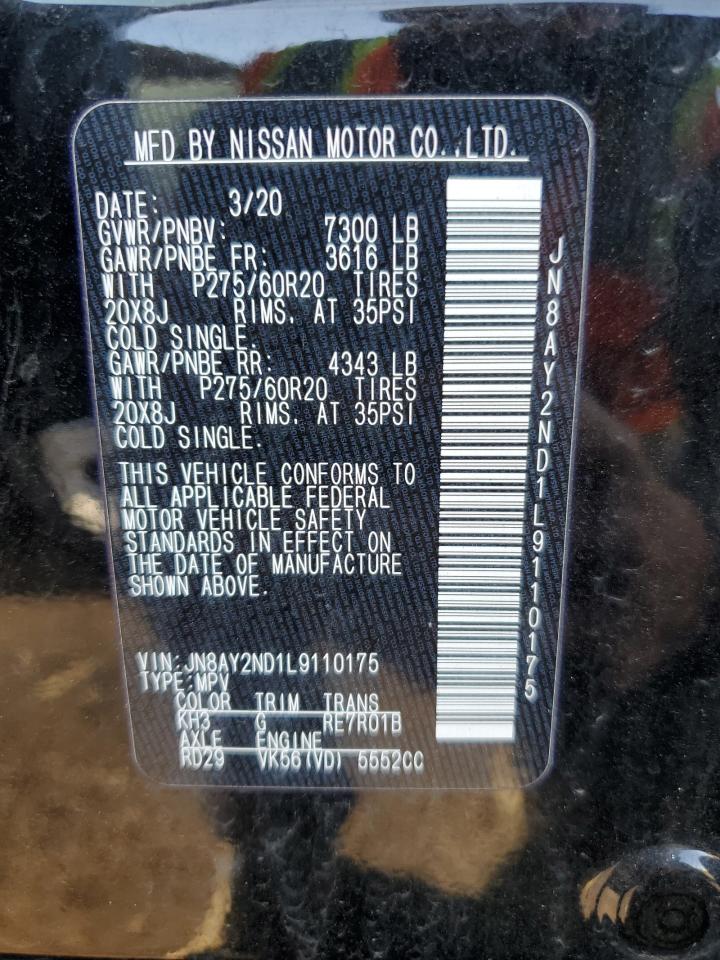 MFD BY NISSAN MOTOR CO.,LTD.
DATE: 3/20
GVWR/PNBV: 7300 LB
GAWR/PNBE FR: 3616 LB
WITH P275/60R20 TIRES
20X8J RIMS. AT 35PSI
COLD SINGLE.
GAWR/PNBE RR: 4343 LB
WITH P275/60R20 TIRES
20X8J RIMS. AT 35PSI
COLD SINGLE.
THIS VEHICLE CONFORMS TO
ALL APPLICABLE FEDERAL
MOTOR VEHICLE SAFETY
STANDARDS IN EFFECT ON
THE DATE OF MANUFACTURE
SHOWN ABOVE.
VIN:JN8AY2ND1L9110175
TYPE:MPV
COLOR TRIM TRANS
KH3 G RE7R01B
AXLE ENGINE
RD29 VK56(VD) 5552CC
JN8AY2ND1L9110175